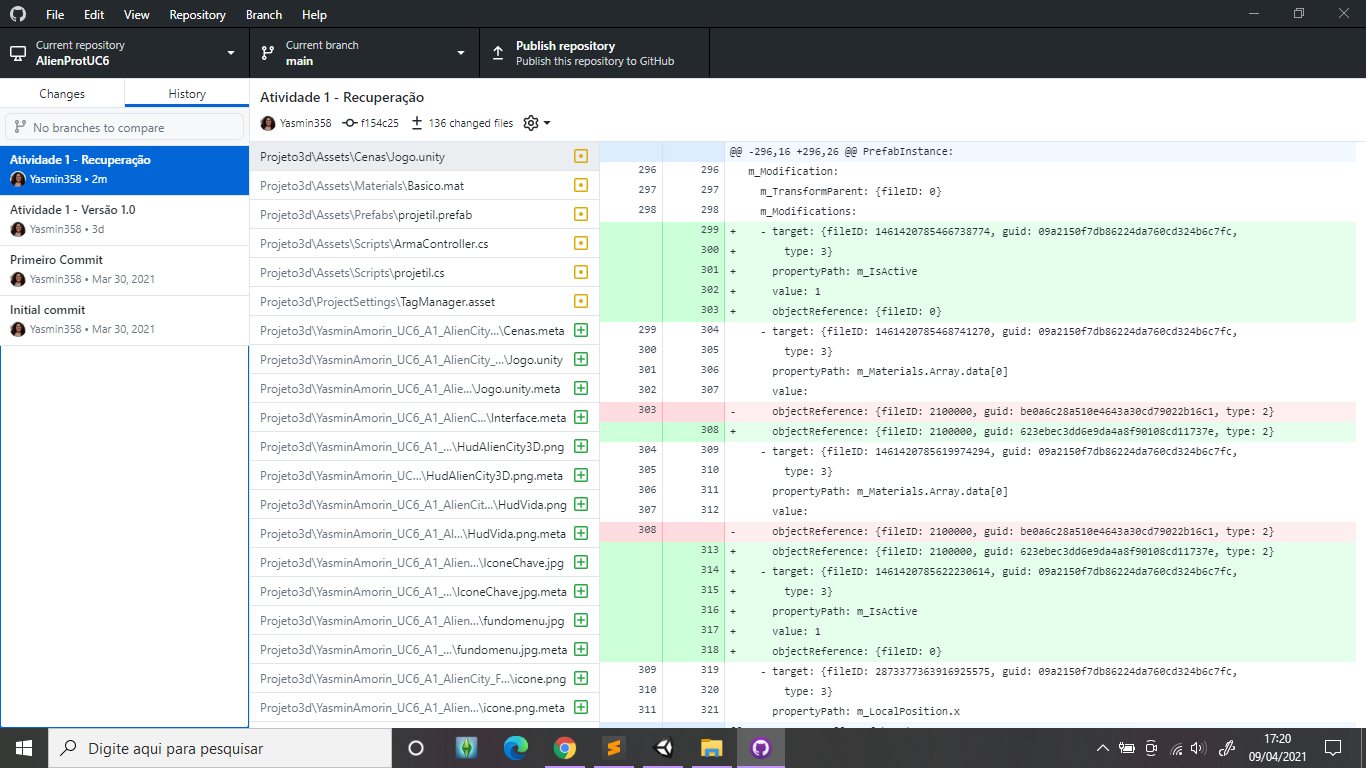 File Edit View Repository Branch Help
Current repository
AlienProtUC6
Current branch
main
Publish repository
Publish this repository to GitHub
Changes History
No branches to compare
Atividade 1 - Recuperação
Yasmin358 • 2m
Atividade 1 - Versão 1.0
Yasmin358 • 3d
Primeiro Commit
Yasmin358 • Mar 30, 2021
Initial commit
Yasmin358 • Mar 30, 2021
Atividade 1 - Recuperação
Yasmin358 f154c25 136 changed files
Projeto3d\Assets\Cenas\Jogo.unity
Projeto3d\Assets\Materials\Basico.mat
Projeto3d\Assets\Prefabs\projetil.prefab
Projeto3d\Assets\Scripts\ArmaController.cs
Projeto3d\Assets\Scripts\projetil.cs
Projeto3d\ProjectSettings\TagManager.asset
Projeto3d\YasminAmorin_UC6_A1_AlienCity...\Cenas.meta
Projeto3d\YasminAmorin_UC6_A1_AlienCity_...\Jogo.unity
Projeto3d\YasminAmorin_UC6_A1_Alie...\Jogo.unity.meta
Projeto3d\YasminAmorin_UC6_A1_AlienC...\Interface.meta
Projeto3d\YasminAmorin_UC6_A1_...\HudAlienCity3D.png
Projeto3d\YasminAmorin_UC...\HudAlienCity3D.png.meta
Projeto3d\YasminAmorin_UC6_A1_AlienCit...\HudVida.png
Projeto3d\YasminAmorin_UC6_A1_Al...\HudVida.png.meta
Projeto3d\YasminAmorin_UC6_A1_Alien...\IconeChave.jpg
Projeto3d\YasminAmorin_UC6_A1_...\IconeChave.jpg.meta
Projeto3d\YasminAmorin_UC6_A1_Alien...\fundomenu.jpg
Projeto3d\YasminAmorin_UC6_A1_...\fundomenu.jpg.meta
Projeto3d\YasminAmorin_UC6_A1_AlienCity_F...\icone.png
Projeto3d\YasminAmorin_UC6_A1_Alien...\icone.png.meta
@@ -296,16 +296,26 @@ PrefabInstance:
296 296 m_Modification:
297 297 m_TransformParent: {fileID: 0}
298 298 m_Modifications:
299 + - target: {fileID: 1461420785466738774, guid: 09a2150f7db86224da760cd324b6c7fc,
300 + type: 3}
301 + propertyPath: m_IsActive
302 + value: 1
303 + objectReference: {fileID: 0}
299 304 - target: {fileID: 1461420785468741270, guid: 09a2150f7db86224da760cd324b6c7fc,
300 305 type: 3}
301 306 propertyPath: m_Materials.Array.data[0]
302 307 value:
303 - objectReference: {fileID: 2100000, guid: be0a6c28a510e4643a30cd79022b16c1, type: 2}
308 + objectReference: {fileID: 2100000, guid: 623ebec3dd6e9da4a8f90108cd11737e, type: 2}
304 309 - target: {fileID: 1461420785619974294, guid: 09a2150f7db86224da760cd324b6c7fc,
305 310 type: 3}
306 311 propertyPath: m_Materials.Array.data[0]
307 312 value:
308 - objectReference: {fileID: 2100000, guid: be0a6c28a510e4643a30cd79022b16c1, type: 2}
313 + objectReference: {fileID: 2100000, guid: 623ebec3dd6e9da4a8f90108cd11737e, type: 2}
314 + - target: {fileID: 1461420785622230614, guid: 09a2150f7db86224da760cd324b6c7fc,
315 + type: 3}
316 + propertyPath: m_IsActive
317 + value: 1
318 + objectReference: {fileID: 0}
309 319 - target: {fileID: 2873377363916925575, guid: 09a2150f7db86224da760cd324b6c7fc,
310 320 type: 3}
311 321 propertyPath: m_LocalPosition.x
Digite aqui para pesquisar
17:20
09/04/2021